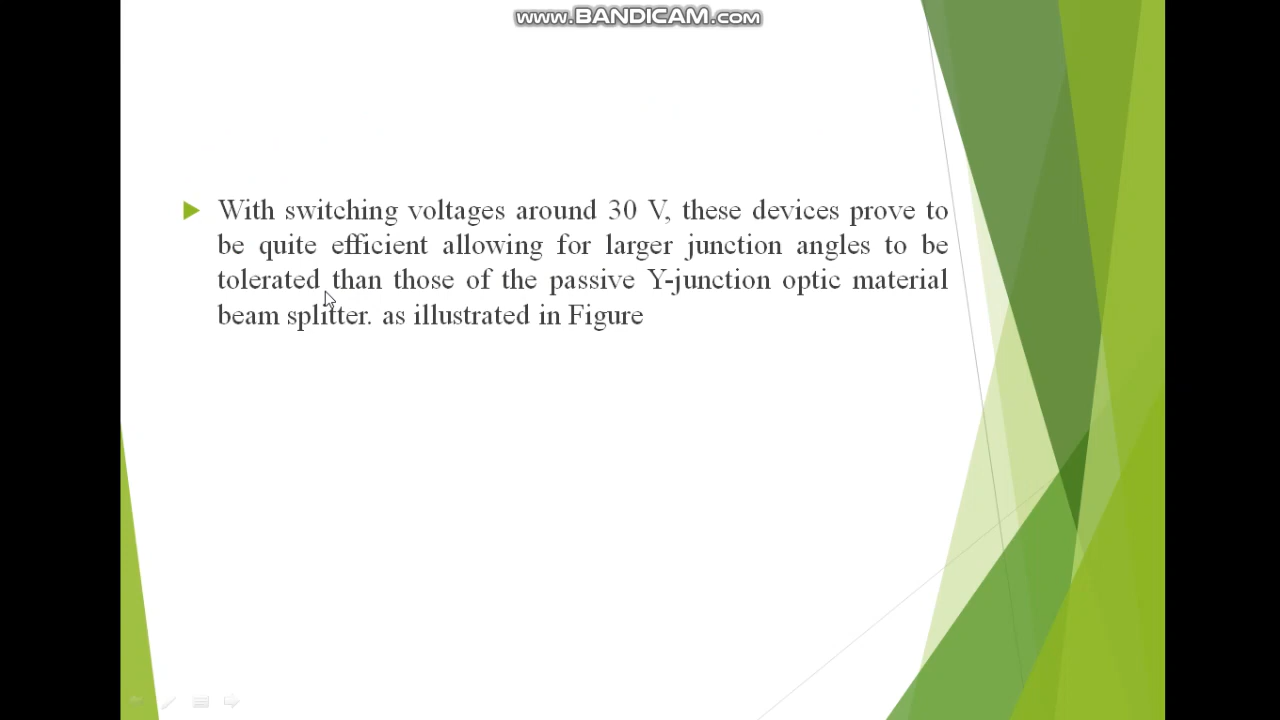 www.BANDICAM.com
With switching voltages around 30 V, these devices prove to
be quite efficient allowing for larger junction angles to be
tolerated than those of the passive Y-junction optic material
beam splitter. as illustrated in Figure